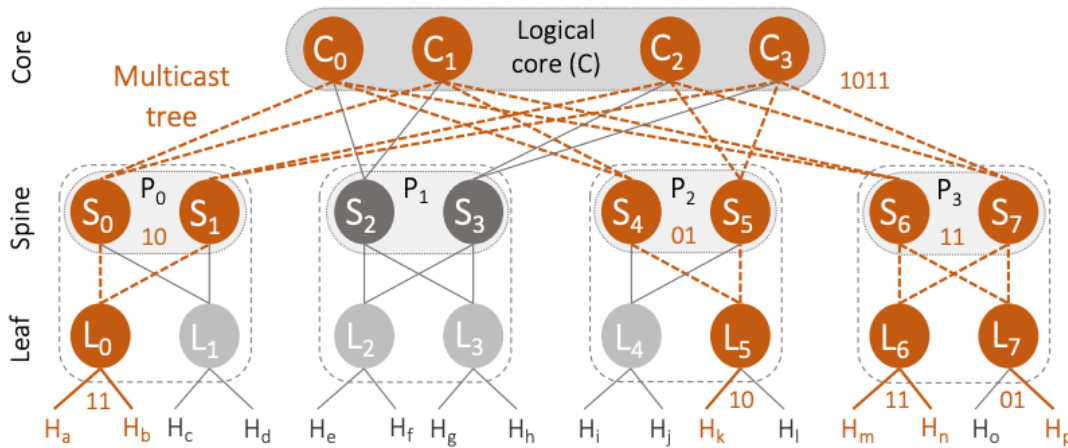 Core
C0 C1 Logical core (C) C2 C3
Multicast tree
1011
Spine
P0 P1 P2 P3
S0 S1 S2 S3 S4 S5 S6 S7
10 01 11
Leaf
L0 L1 L2 L3 L4 L5 L6 L7
11 10 11 01
Ha Hb Hc Hd He Hf Hg Hh Hi Hj Hk Hl Hm Hn Ho Hp